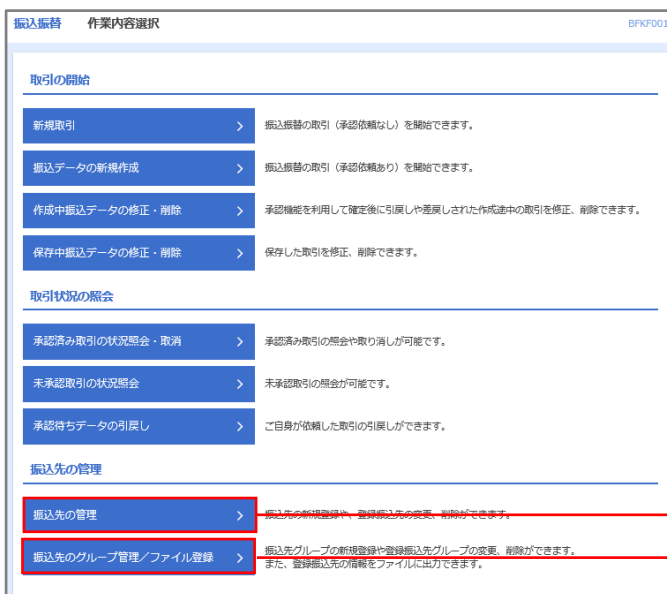 振込振替 作業内容選択 BFKF001
取引の開始
新規取引 振込振替の取引（承認依頼なし）を開始できます。
振込データの新規作成 振込振替の取引（承認依頼あり）を開始できます。
作成中振込データの修正・削除 承認機能を利用して確定後に引戻しや差戻しされた作成途中の取引を修正、削除できます。
保存中振込データの修正・削除 保存した取引を修正、削除できます。
取引状況の照会
承認済み取引の状況照会・取消 承認済み取引の照会や取り消しが可能です。
未承認取引の状況照会 未承認取引の照会が可能です。
承認待ちデータの引戻し ご自身が依頼した取引の引戻しができます。
振込先の管理
振込先の管理 振込先の新規登録や、登録振込先の変更、削除ができます。
振込先のグループ管理／ファイル登録 振込先グループの新規登録や登録振込先グループの変更、削除ができます。
また、登録振込先の情報をファイルに出力できます。